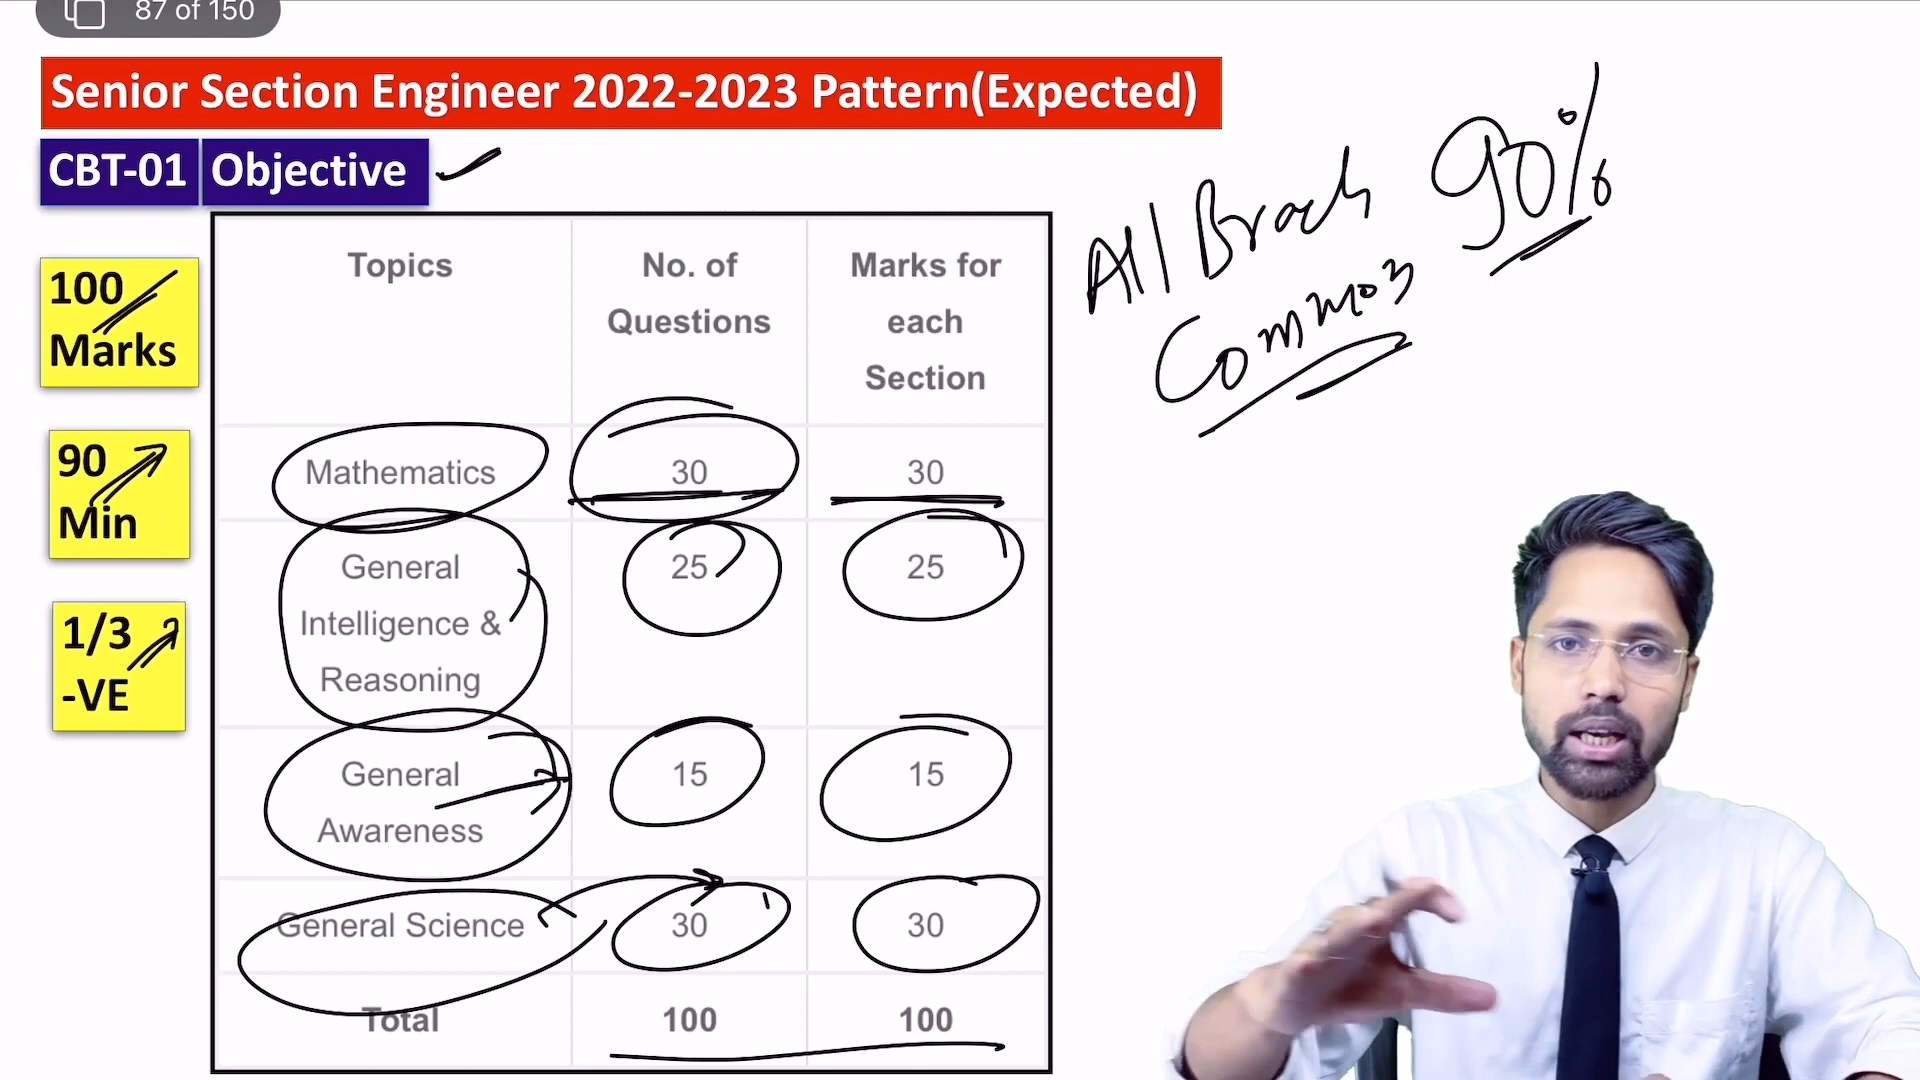 87 of 150
Senior Section Engineer 2022-2023 Pattern(Expected)
CBT-01 Objective
100
Marks
90
Min
1/3
-VE
Topics
No. of
Questions
Marks for
each
Section
Mathematics 30 30
General
Intelligence &
Reasoning
25 25
General
Awareness
15 15
General Science 30 30
Total 100 100
All Brach 90%
Common